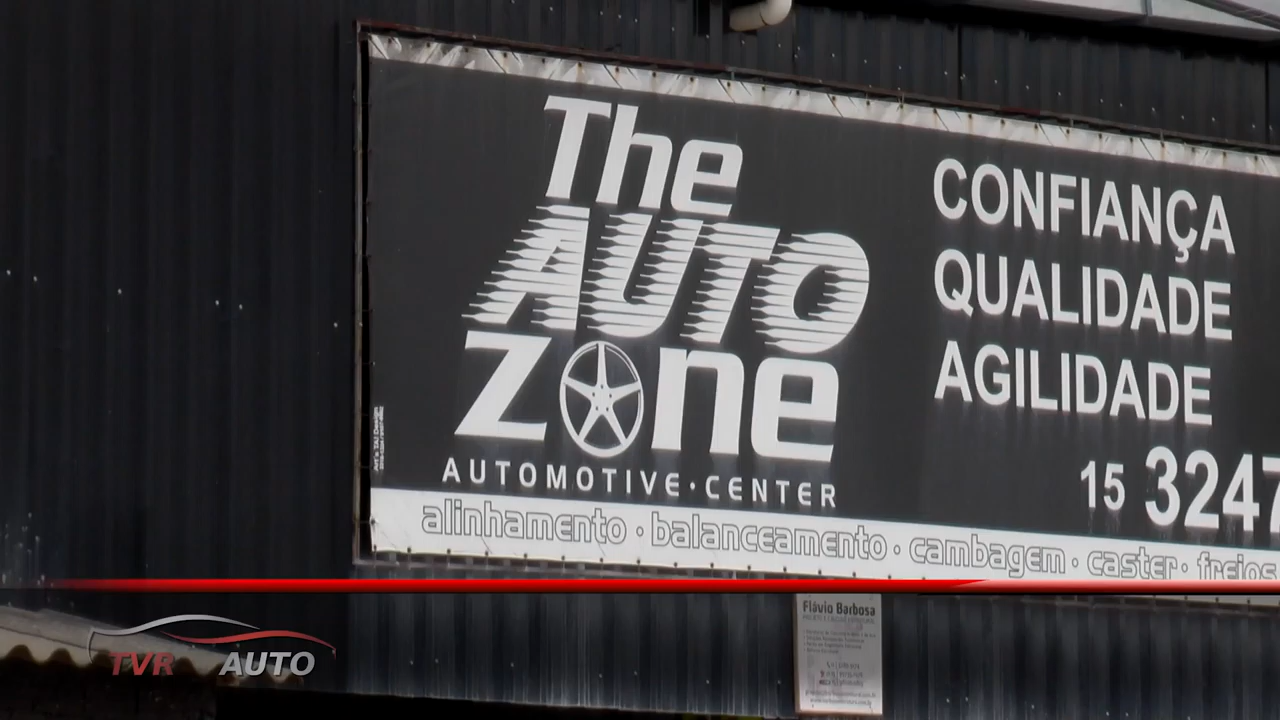 The
AUTO
Zone
AUTOMOTIVE·CENTER
CONFIANÇA
QUALIDADE
AGILIDADE
15 3247
alinhamento · balanceamento · cambagem · caster · freios
Flávio Barbosa
TVR AUTO